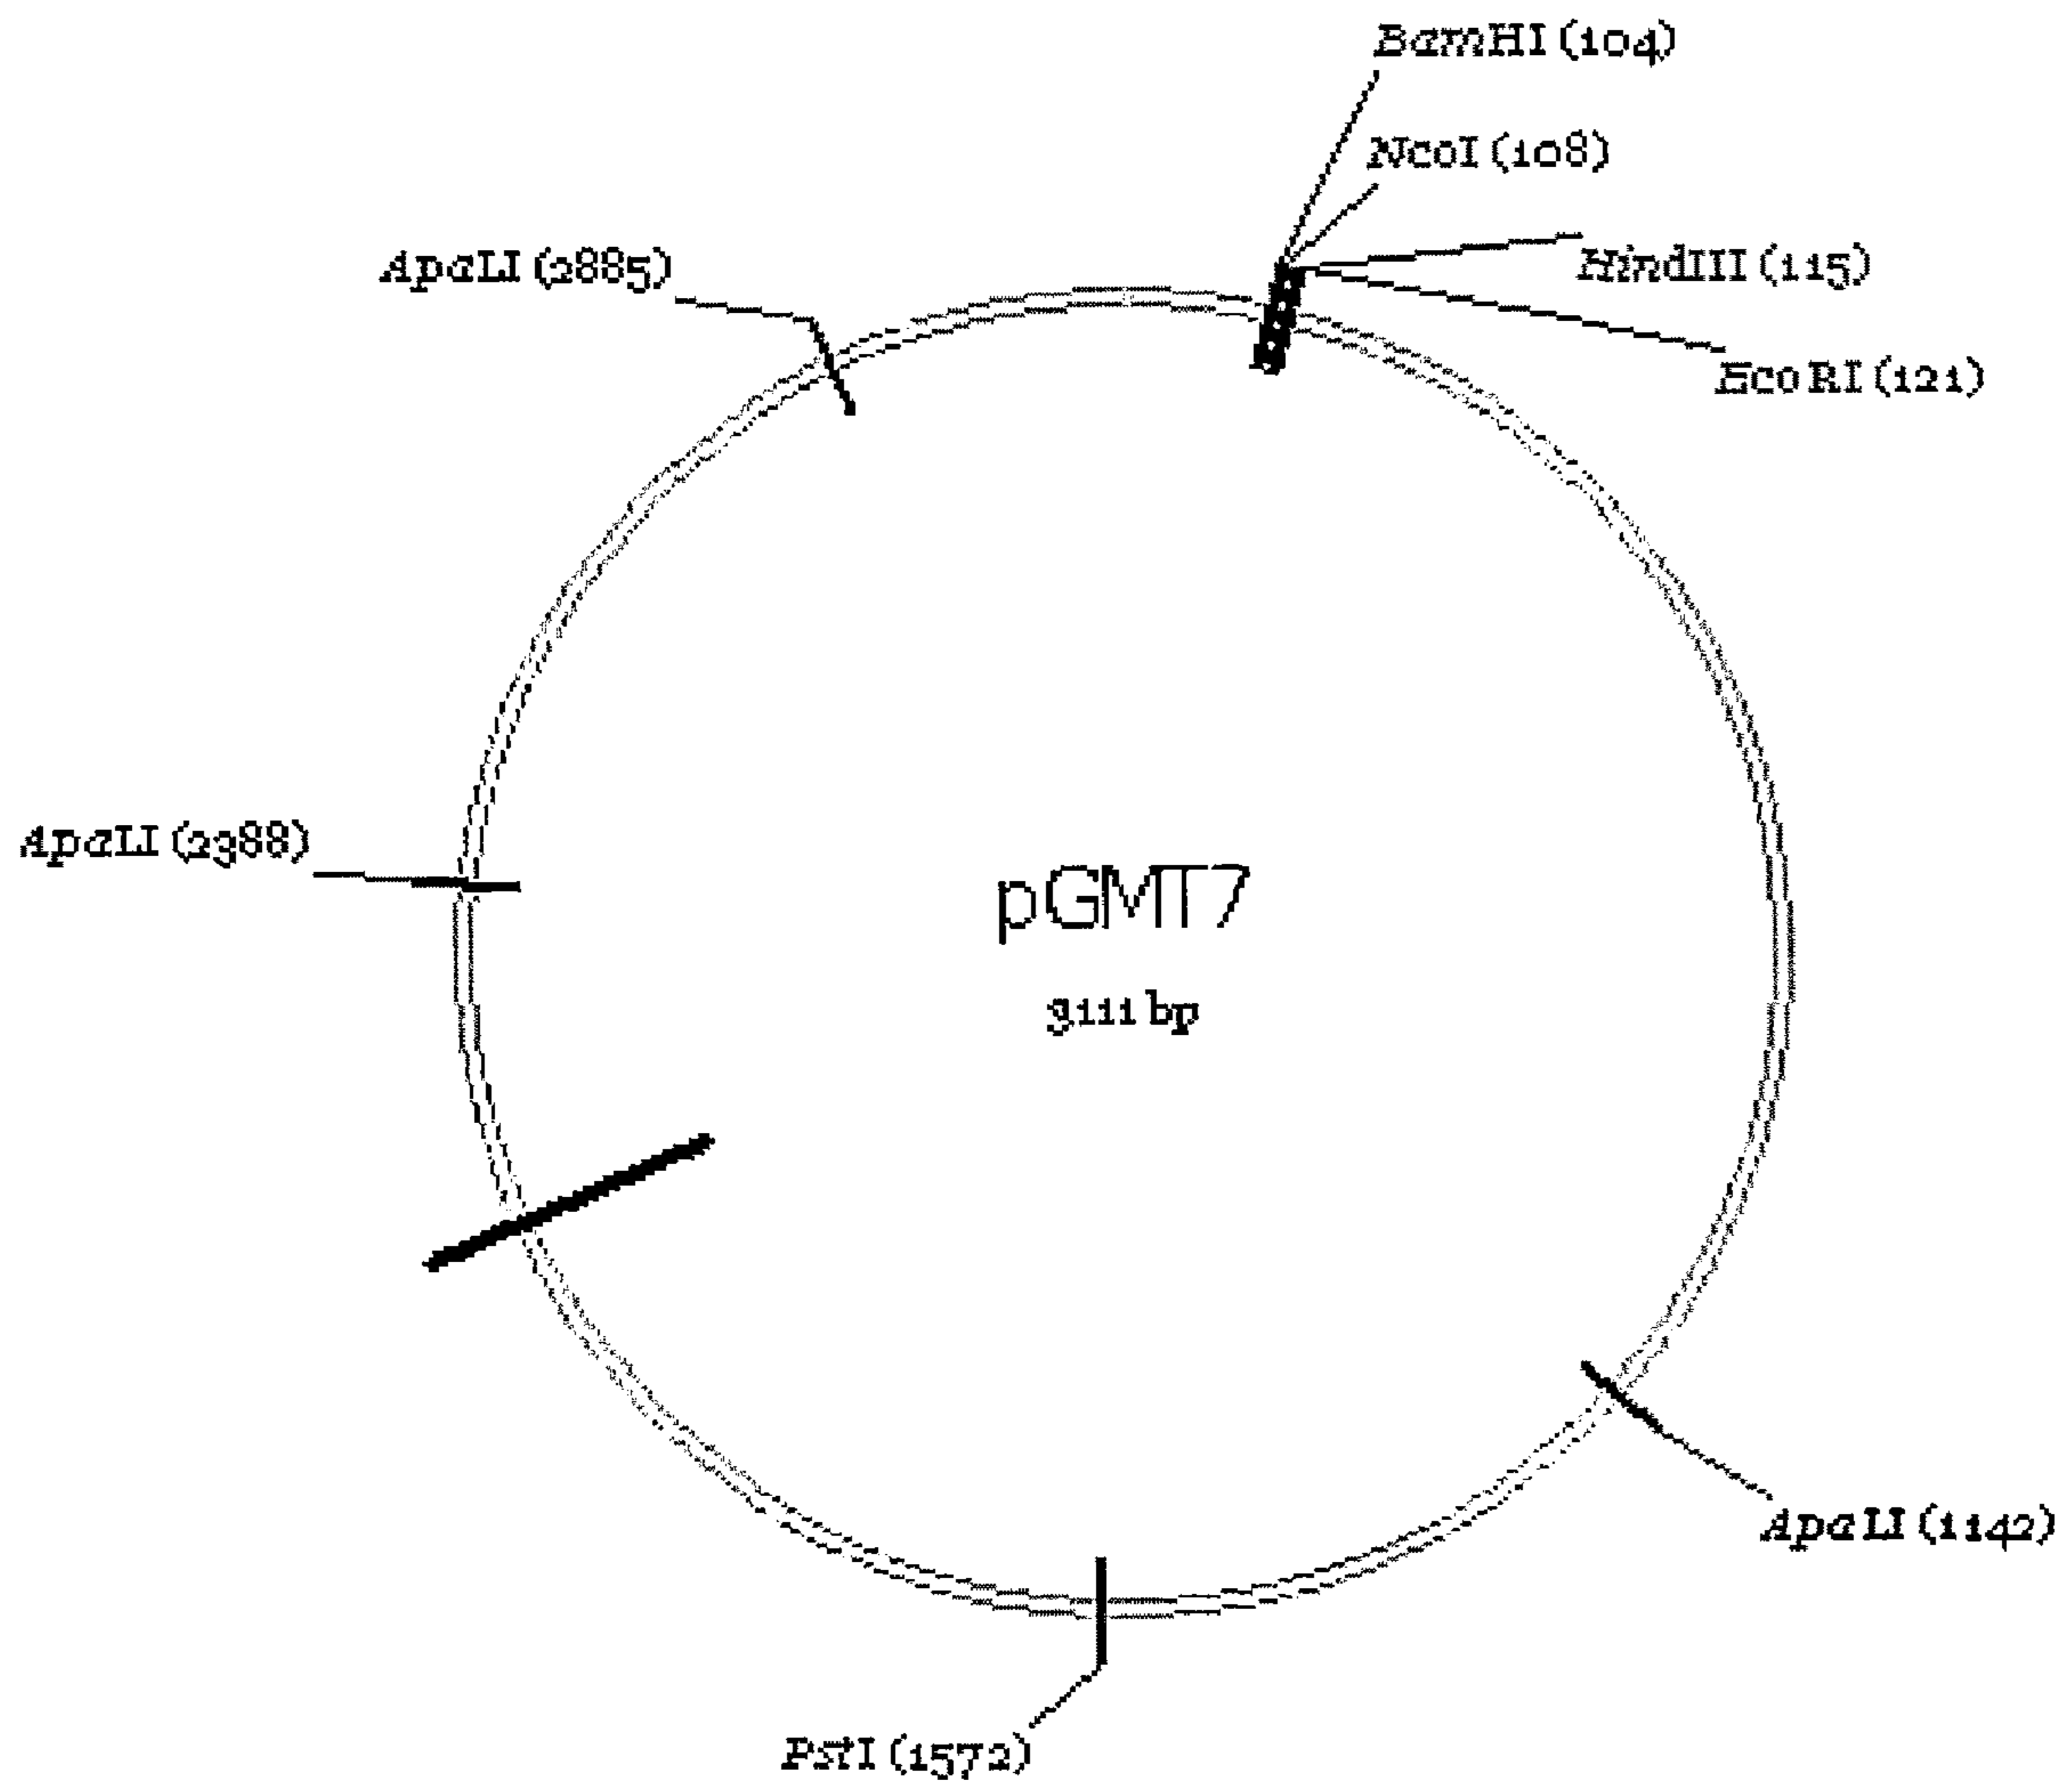 BamHI (104)
NcoI (108)
HindIII (115)
EcoRI (121)
ApaLI (2885)
ApaLI (2388)
pGMT7
3111 bp
ApaLI (1142)
PstI (1572)